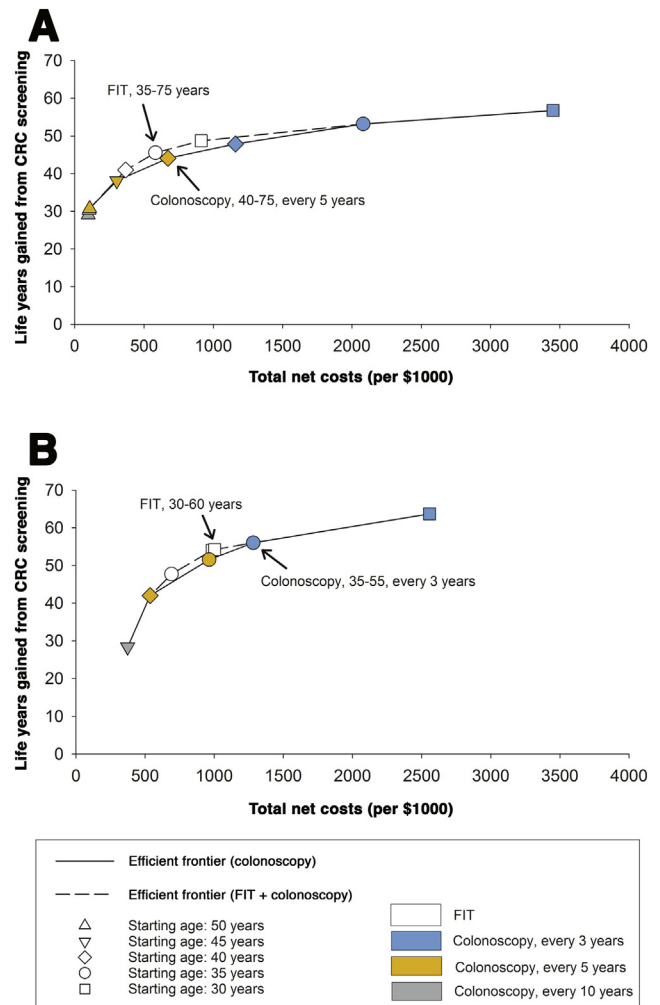 A
70
60
50
40
30
20
10
0
Life years gained from CRC screening
FIT, 35-75 years
Colonoscopy, 40-75, every 5 years
0 500 1000 1500 2000 2500 3000 3500 4000
Total net costs (per $1000)
B
70
60
50
40
30
20
10
0
Life years gained from CRC screening
FIT, 30-60 years
Colonoscopy, 35-55, every 3 years
0 500 1000 1500 2000 2500 3000 3500 4000
Total net costs (per $1000)
Efficient frontier (colonoscopy)
Efficient frontier (FIT + colonoscopy)
Starting age: 50 years
Starting age: 45 years
Starting age: 40 years
Starting age: 35 years
Starting age: 30 years
FIT
Colonoscopy, every 3 years
Colonoscopy, every 5 years
Colonoscopy, every 10 years